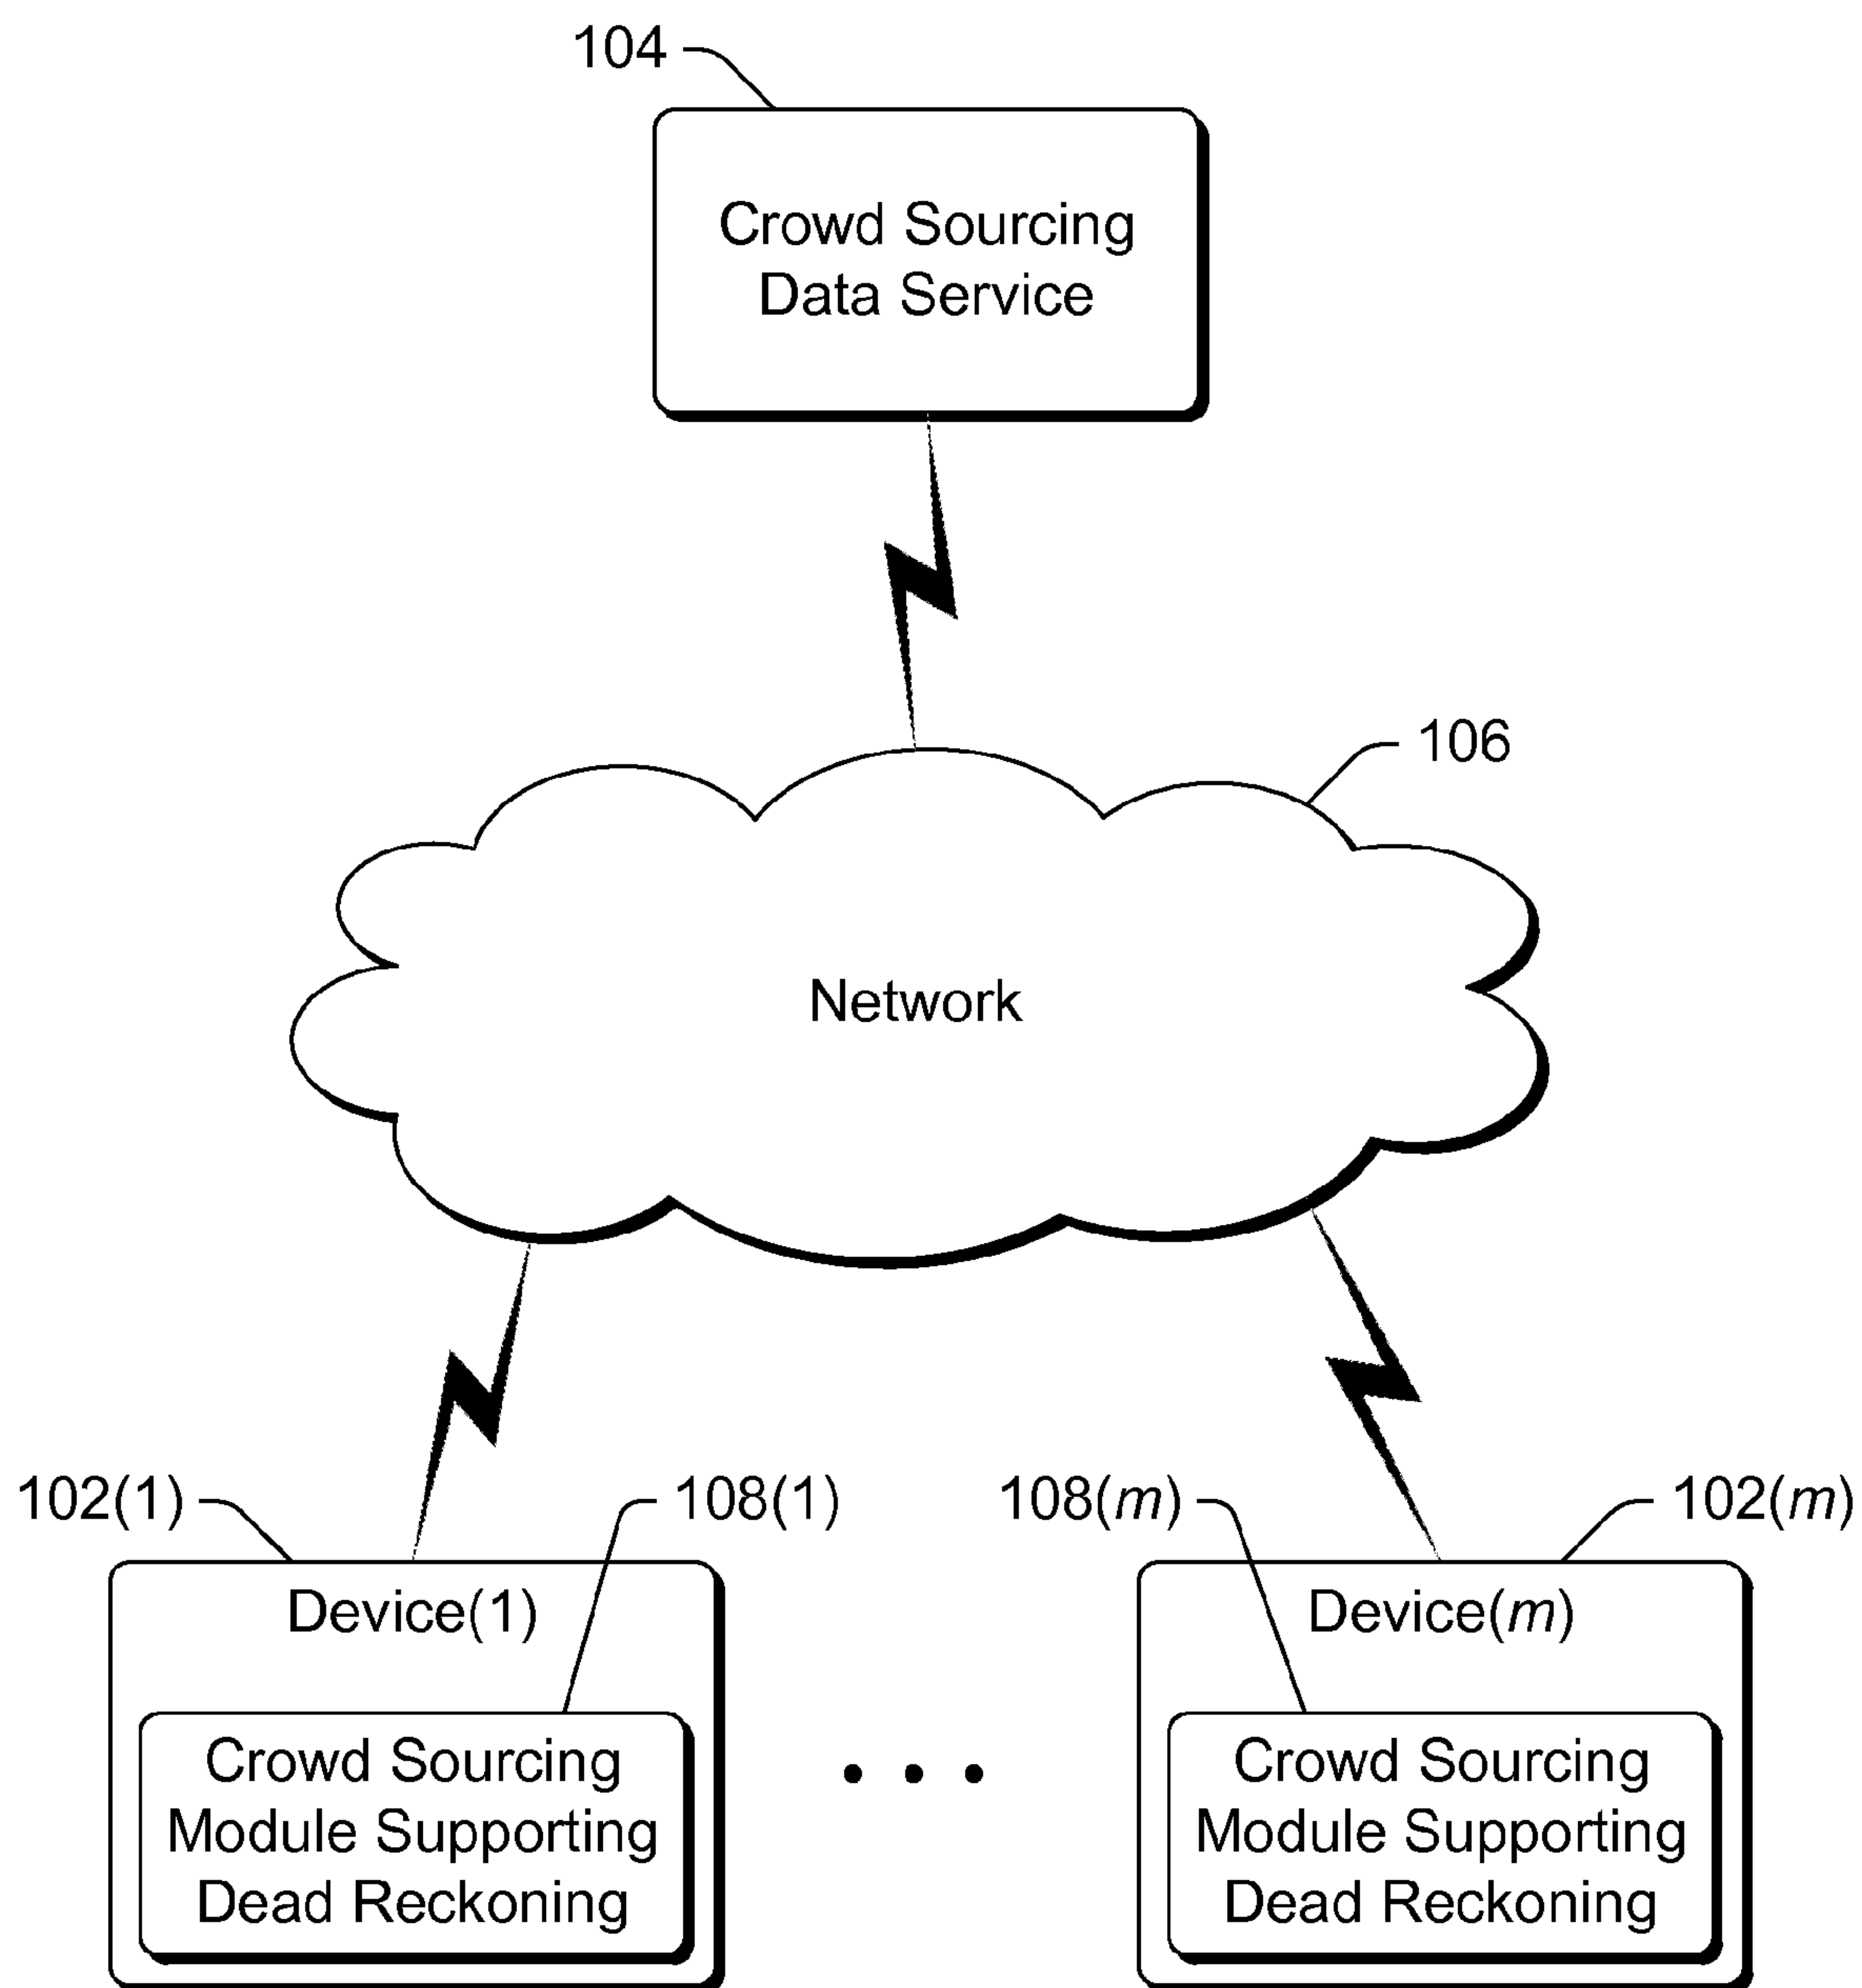 104
Crowd Sourcing
Data Service
106
Network
102(1)
108(1)
108(m)
102(m)
Device(1)
Crowd Sourcing
Module Supporting
Dead Reckoning
Device(m)
Crowd Sourcing
Module Supporting
Dead Reckoning